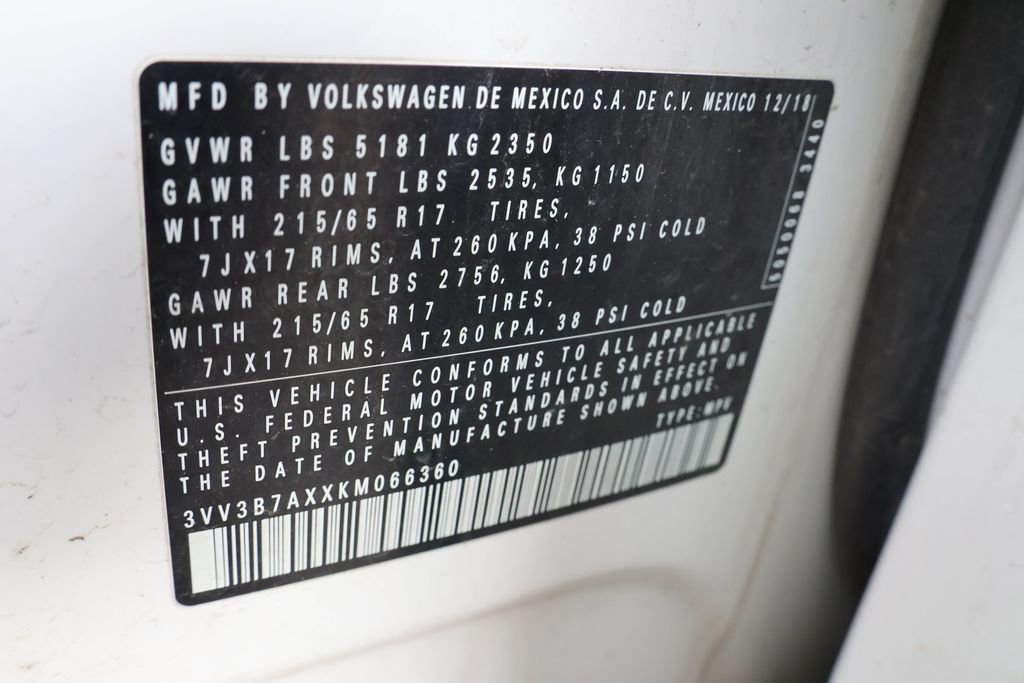 MFD BY VOLKSWAGEN DE MEXICO S.A. DE C.V. MEXICO 12/18
GVWR LBS 5181 KG 2350
GAWR FRONT LBS 2535, KG 1150
WITH 215/65 R17 TIRES,
7J X17 RIMS, AT 260 KPA, 38 PSI COLD
GAWR REAR LBS 2756, KG 1250
WITH 215/65 R17 TIRES,
7J X17 RIMS, AT 260 KPA, 38 PSI COLD
THIS VEHICLE CONFORMS TO ALL APPLICABLE
U.S. FEDERAL MOTOR VEHICLE SAFETY AND
THEFT PREVENTION STANDARDS IN EFFECT ON
THE DATE OF MANUFACTURE SHOWN ABOVE.
TYPE: MPV
3VV3B7AXXKM066360